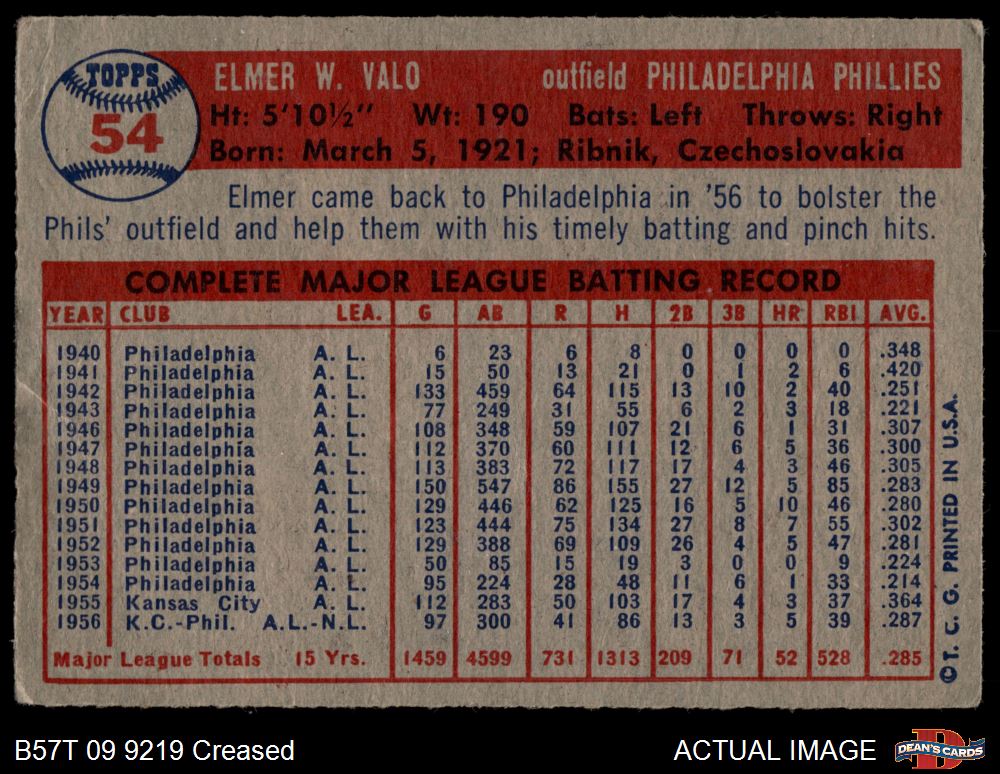 TOPPS
54
ELMER W. VALO outfield PHILADELPHIA PHILLIES
Ht: 5'10½" Wt: 190 Bats: Left Throws: Right
Born: March 5, 1921; Ribnik, Czechoslovakia
Elmer came back to Philadelphia in '56 to bolster the
Phils' outfield and help them with his timely batting and pinch hits.
COMPLETE MAJOR LEAGUE BATTING RECORD
YEAR CLUB LEA. G AB R H 2B 3B HR RBI AVG.
1940 Philadelphia A. L. 6 23 6 8 0 0 0 0 .348
1941 Philadelphia A. L. 15 50 13 21 0 1 2 6 .420
1942 Philadelphia A. L. 133 459 64 115 13 10 2 40 .251
1943 Philadelphia A. L. 77 249 31 55 6 2 3 18 .221
1946 Philadelphia A. L. 108 348 59 107 21 6 1 31 .307
1947 Philadelphia A. L. 112 370 60 111 12 6 5 36 .300
1948 Philadelphia A. L. 113 383 72 117 17 4 3 46 .305
1949 Philadelphia A. L. 150 547 86 155 27 12 5 85 .283
1950 Philadelphia A. L. 129 446 62 125 16 5 10 46 .280
1951 Philadelphia A. L. 123 444 75 134 27 8 7 55 .302
1952 Philadelphia A. L. 129 388 69 109 26 4 5 47 .281
1953 Philadelphia A. L. 50 85 15 19 3 0 0 9 .224
1954 Philadelphia A. L. 95 224 28 48 11 6 1 33 .214
1955 Kansas City A. L. 112 283 50 103 17 4 3 37 .364
1956 K.C.-Phil. A.L.-N.L. 97 300 41 86 13 3 5 39 .287
Major League Totals 15 Yrs. 1459 4599 731 1313 209 71 52 528 .285
©T. C. G. PRINTED IN U.S.A.
B57T 09 9219 Creased
ACTUAL IMAGE
D
DEAN'S CARDS